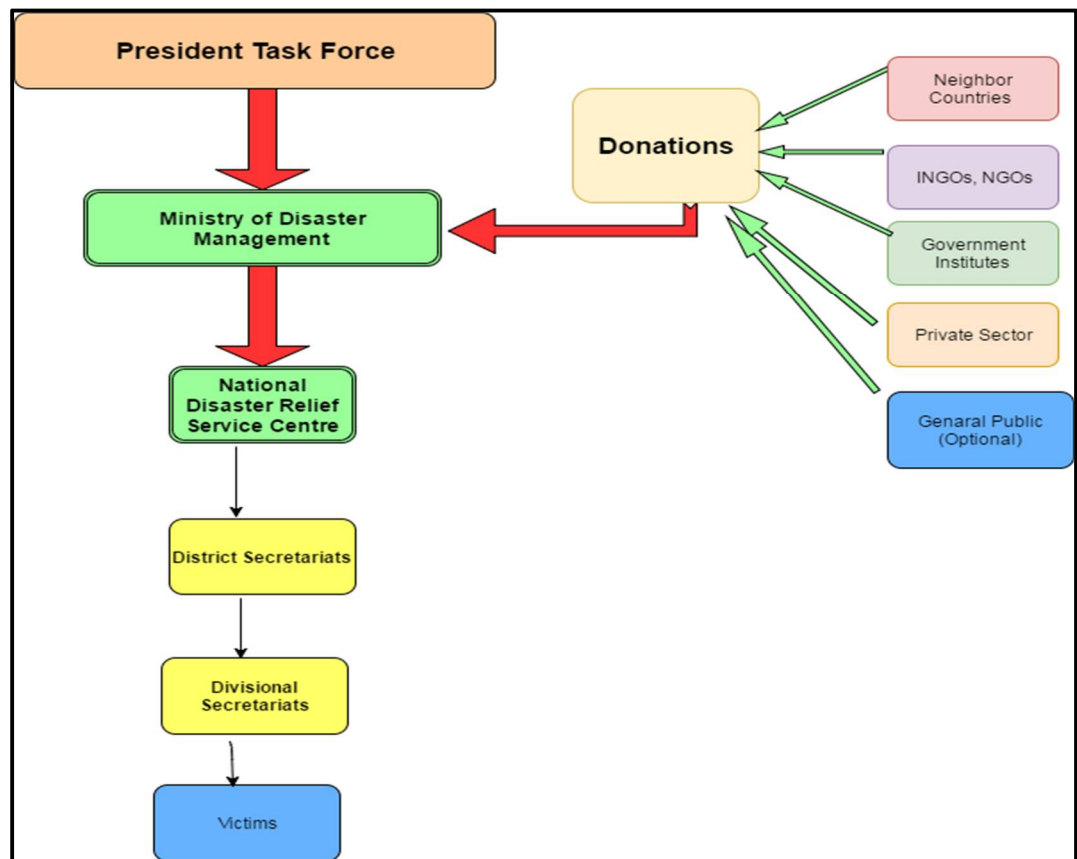 President Task Force
Neighbor
Countries
Donations
INGOs, NGOs
Ministry of Disaster
Management
Government
Institutes
Private Sector
National
Disaster Relief
Service Centre
Genaral Public
(Optional)
District Secretariats
Divisional
Secretariats
Victims